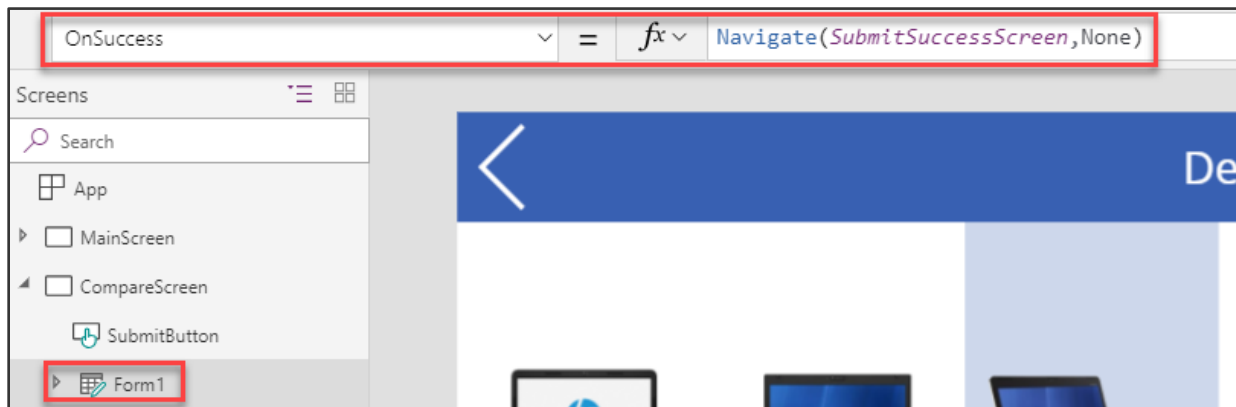 OnSuccess = fx Navigate(SubmitSuccessScreen,None)
Screens
Search
App
MainScreen
CompareScreen
SubmitButton
Form1
De